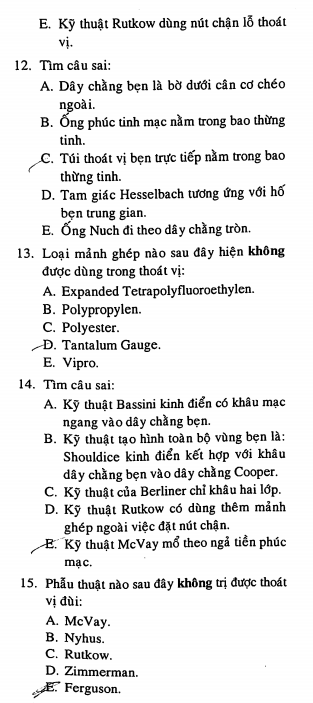 E. Kỹ thuật Rutkow dùng nút chận lỗ thoát
vị.
12. Tìm câu sai:
A. Dây chằng bẹn là bờ dưới cân cơ chéo
ngoài.
B. Ống phúc tinh mạc nằm trong bao thừng
tinh.
C. Túi thoát vị bẹn trực tiếp nằm trong bao
thừng tinh.
D. Tam giác Hesselbach tương ứng với hố
bẹn trung gian.
E. Ống Nuch đi theo dây chằng tròn.
13. Loại mảnh ghép nào sau đây hiện không
được dùng trong thoát vị:
A. Expanded Tetrapolyfluoroethylen.
B. Polypropylen.
C. Polyester.
D. Tantalum Gauge.
E. Vipro.
14. Tìm câu sai:
A. Kỹ thuật Bassini kinh điển có khâu mạc
ngang vào dây chằng bẹn.
B. Kỹ thuật tạo hình toàn bộ vùng bẹn là:
Shouldice kinh điển kết hợp với khâu
dây chằng bẹn vào dây chằng Cooper.
C. Kỹ thuật của Berliner chỉ khâu hai lớp.
D. Kỹ thuật Rutkow có dùng thêm mảnh
ghép ngoài việc đặt nút chận.
E. Kỹ thuật McVay mổ theo ngả tiền phúc
mạc.
15. Phẫu thuật nào sau đây không trị được thoát
vị đùi:
A. McVay.
B. Nyhus.
C. Rutkow.
D. Zimmerman.
E. Ferguson.